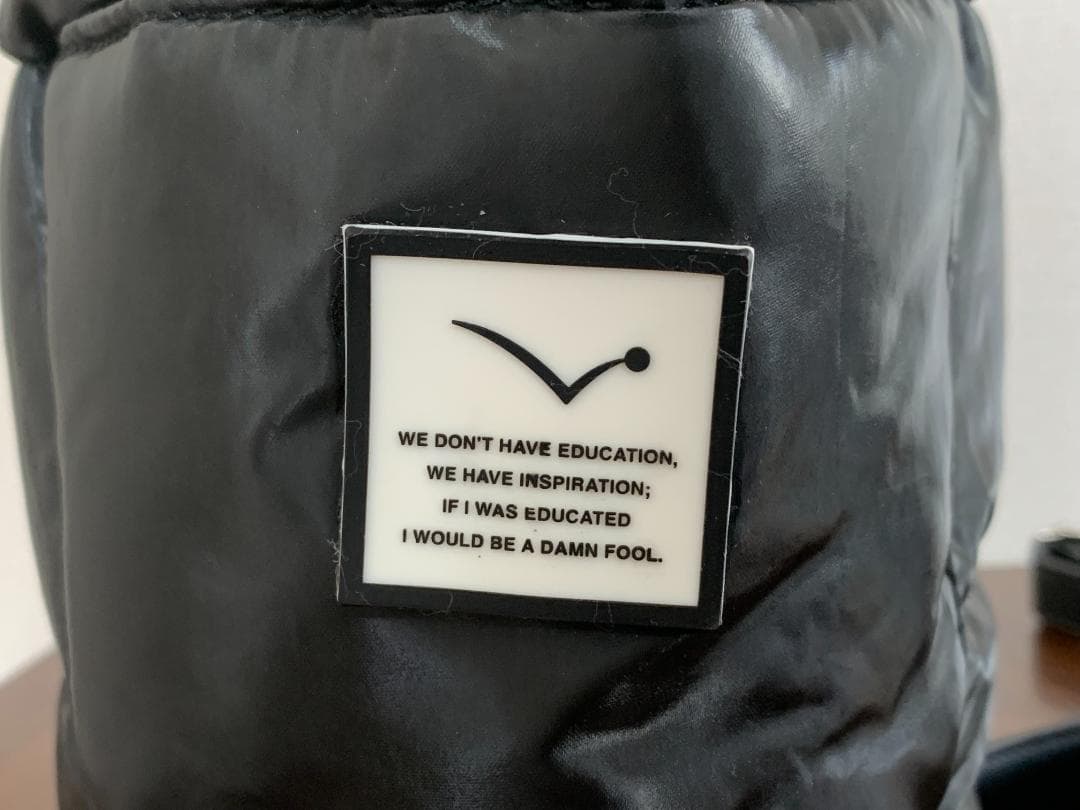 WE DON'T HAVE EDUCATION,
WE HAVE INSPIRATION;
IF I WAS EDUCATED
I WOULD BE A DAMN FOOL.